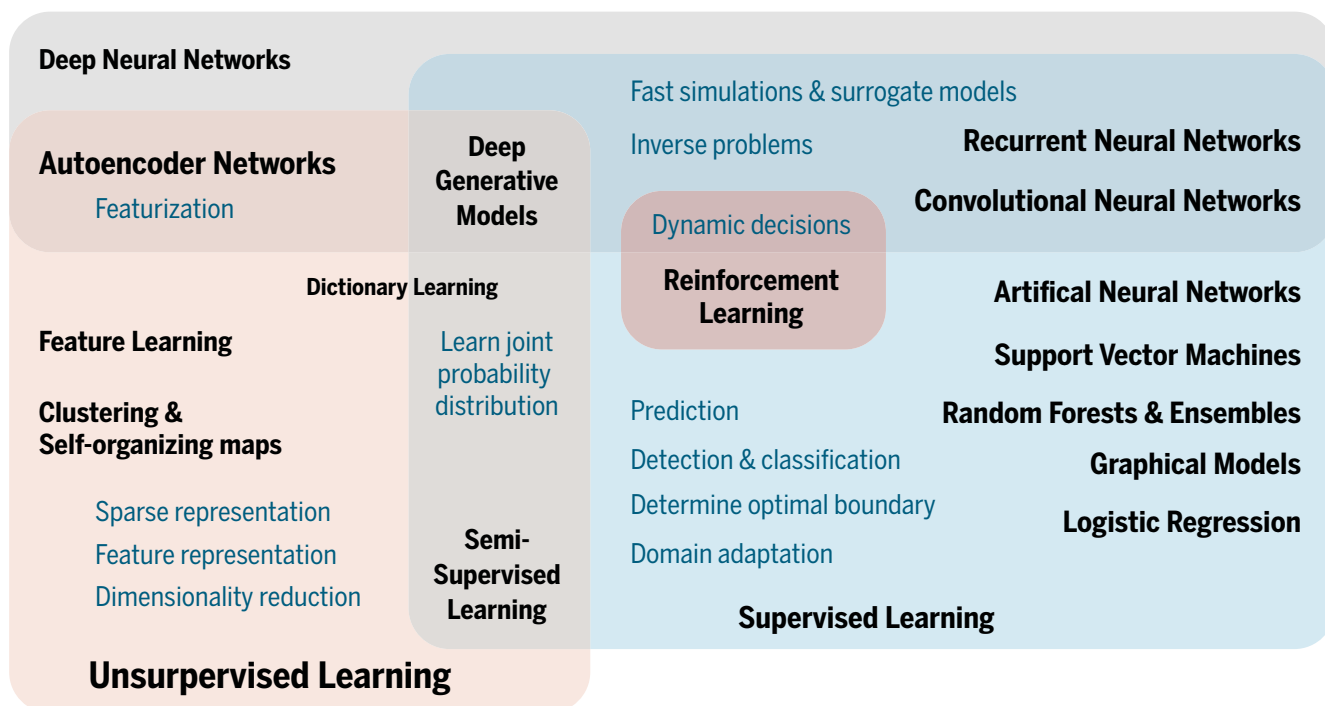 Deep Neural Networks
Autoencoder Networks
Featurization
Deep
Generative
Models
Fast simulations & surrogate models
Inverse problems
Recurrent Neural Networks
Convolutional Neural Networks
Dynamic decisions
Reinforcement
Learning
Dictionary Learning
Feature Learning
Clustering &
Self-organizing maps
Sparse representation
Feature representation
Dimensionality reduction
Learn joint
probability
distribution
Semi-
Supervised
Learning
Artifical Neural Networks
Support Vector Machines
Random Forests & Ensembles
Graphical Models
Logistic Regression
Prediction
Detection & classification
Determine optimal boundary
Domain adaptation
Supervised Learning
Unsurpervised Learning